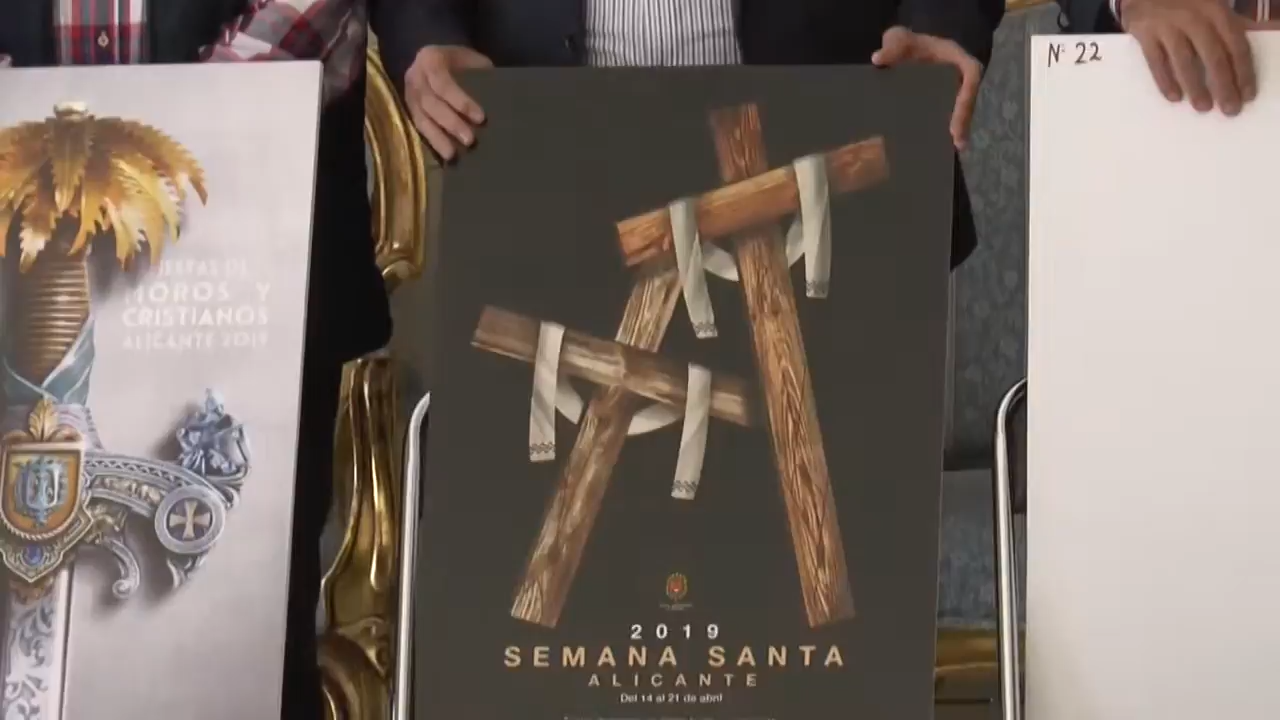 FIESTAS DE
MOROS Y
CRISTIANOS
ALICANTE 2019
2019
SEMANA SANTA
ALICANTE
Del 14 al 21 de abril
Nº 22